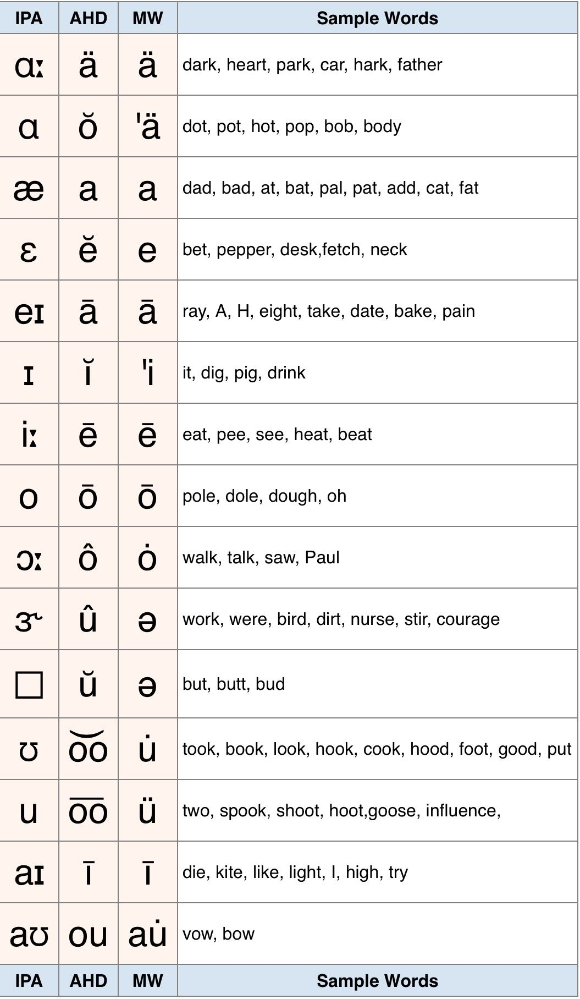 IPA AHD MW Sample Words
ɑː ä ä dark, heart, park, car, hark, father
ɑ ŏ ˈä dot, pot, hot, pop, bob, body
æ a a dad, bad, at, bat, pal, pat, add, cat, fat
ɛ ĕ e bet, pepper, desk,fetch, neck
eɪ ā ā ray, A, H, eight, take, date, bake, pain
ɪ ĭ ˈi it, dig, pig, drink
iː ē ē eat, pee, see, heat, beat
o ō ō pole, dole, dough, oh
ɔː ô ȯ walk, talk, saw, Paul
ɝ û ə work, were, bird, dirt, nurse, stir, courage
□ ŭ ə but, butt, bud
ʊ o͝o u̇ took, book, look, hook, cook, hood, foot, good, put
u o͞o ü two, spook, shoot, hoot,goose, influence,
aɪ ī ī die, kite, like, light, I, high, try
aʊ ou au̇ vow, bow
IPA AHD MW Sample Words